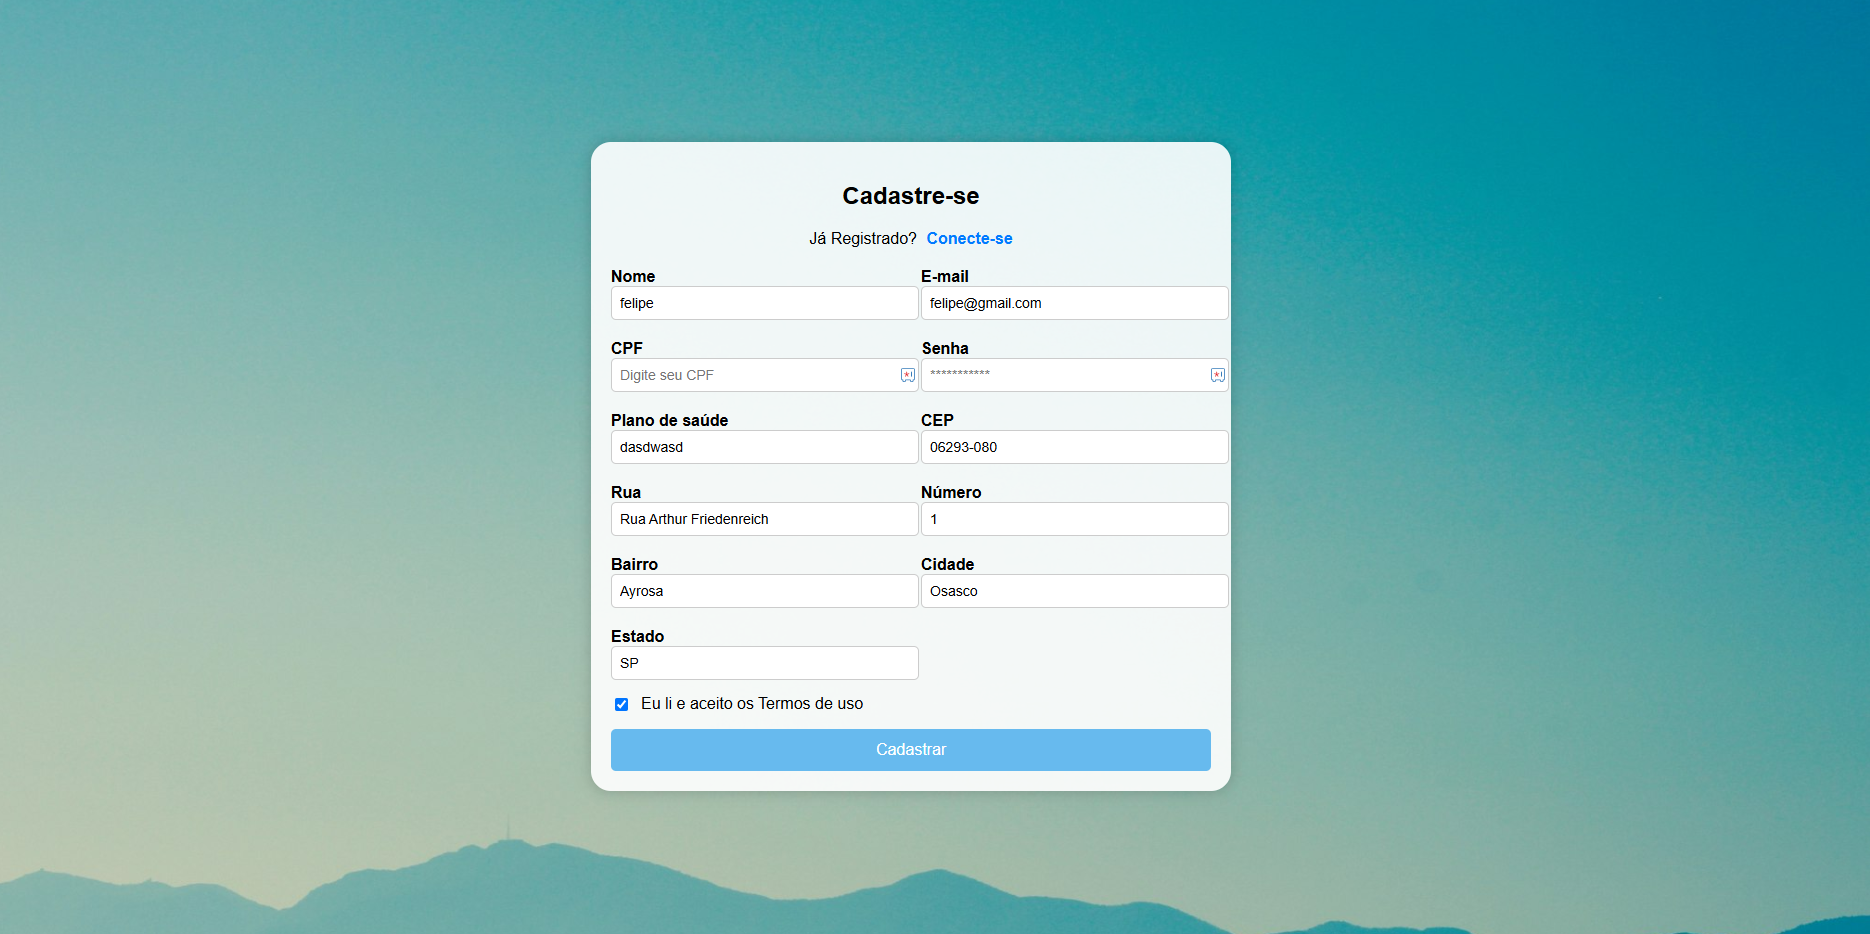 Cadastre-se
Já Registrado? Conecte-se
Nome E-mail
felipe felipe@gmail.com
CPF Senha
Digite seu CPF ***********
Plano de saúde CEP
dasdwasd 06293-080
Rua Número
Rua Arthur Friedenreich 1
Bairro Cidade
Ayrosa Osasco
Estado
SP
Eu li e aceito os Termos de uso
Cadastrar